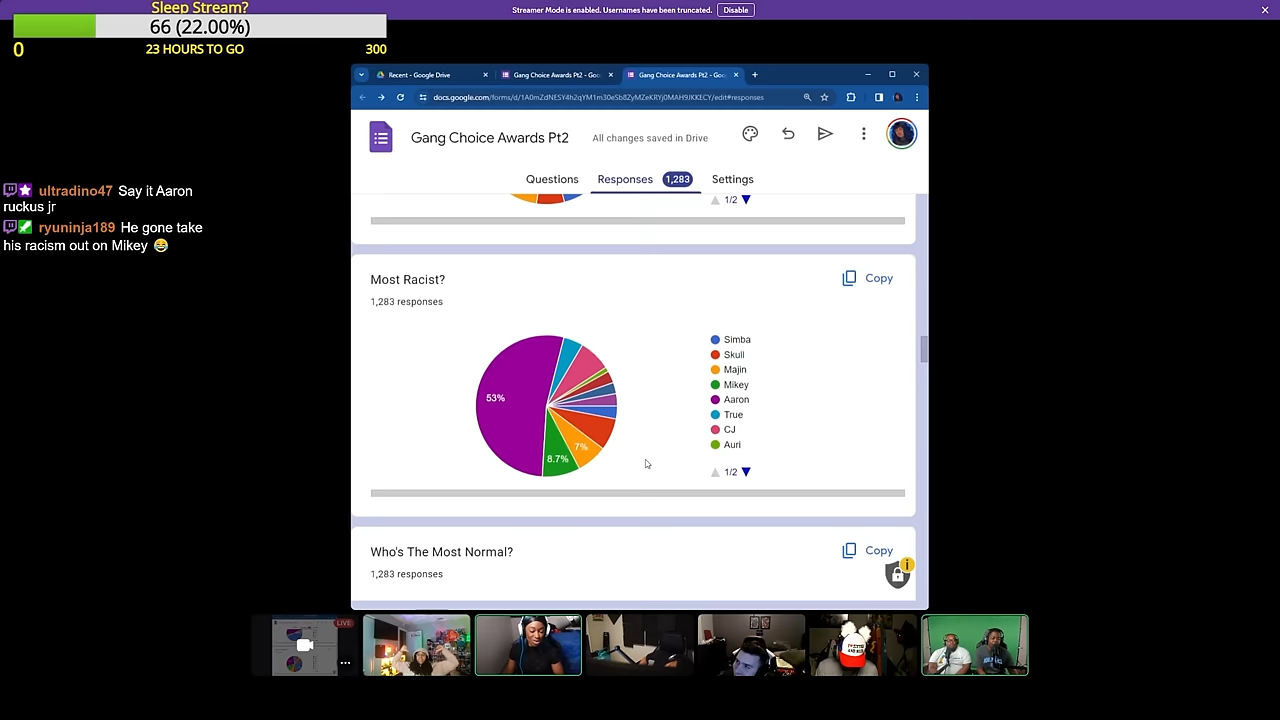 Sleep Stream?
66 (22.00%)
0
23 HOURS TO GO
300
Streamer Mode is enabled. Usernames have been truncated.
Disable
ultradino47 Say it Aaron
ruckus jr
ryuninja189 He gone take
his racism out on Mikey 😂
Recent - Google Drive
Gang Choice Awards Pt2 - Goo
Gang Choice Awards Pt2 - Goo
Gang Choice Awards Pt2
All changes saved in Drive
Questions
Responses
1,283
Settings
1/2
Most Racist?
Copy
1,283 responses
53%
8.7%
7%
Simba
Skull
Majin
Mikey
Aaron
True
CJ
Auri
1/2
Who's The Most Normal?
Copy
1,283 responses
LIVE